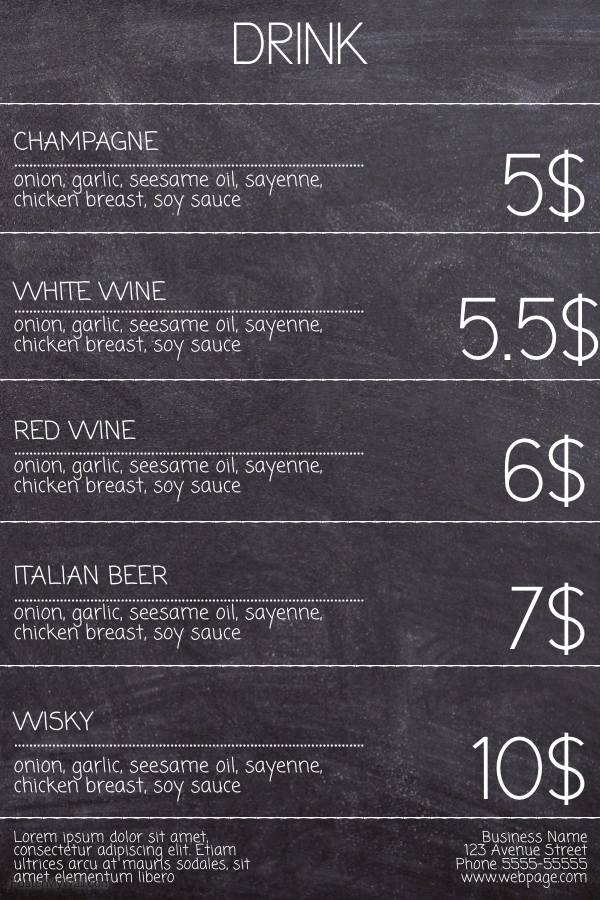 DRINK
CHAMPAGNE
onion, garlic, seesame oil, sayenne,
chicken breast, soy sauce
5$
WHITE WINE
onion, garlic, seesame oil, sayenne,
chicken breast, soy sauce
5.5$
RED WINE
onion, garlic, seesame oil, sayenne,
chicken breast, soy sauce
6$
ITALIAN BEER
onion, garlic, seesame oil, sayenne,
chicken breast, soy sauce
7$
WISKY
onion, garlic, seesame oil, sayenne,
chicken breast, soy sauce
10$
Lorem ipsum dolor sit amet,
consectetur adipiscing elit. Etiam
ultrices arcu at mauris sodales, sit
amet elementum libero
Business Name
123 Avenue Street
Phone 5555-55555
www.webpage.com